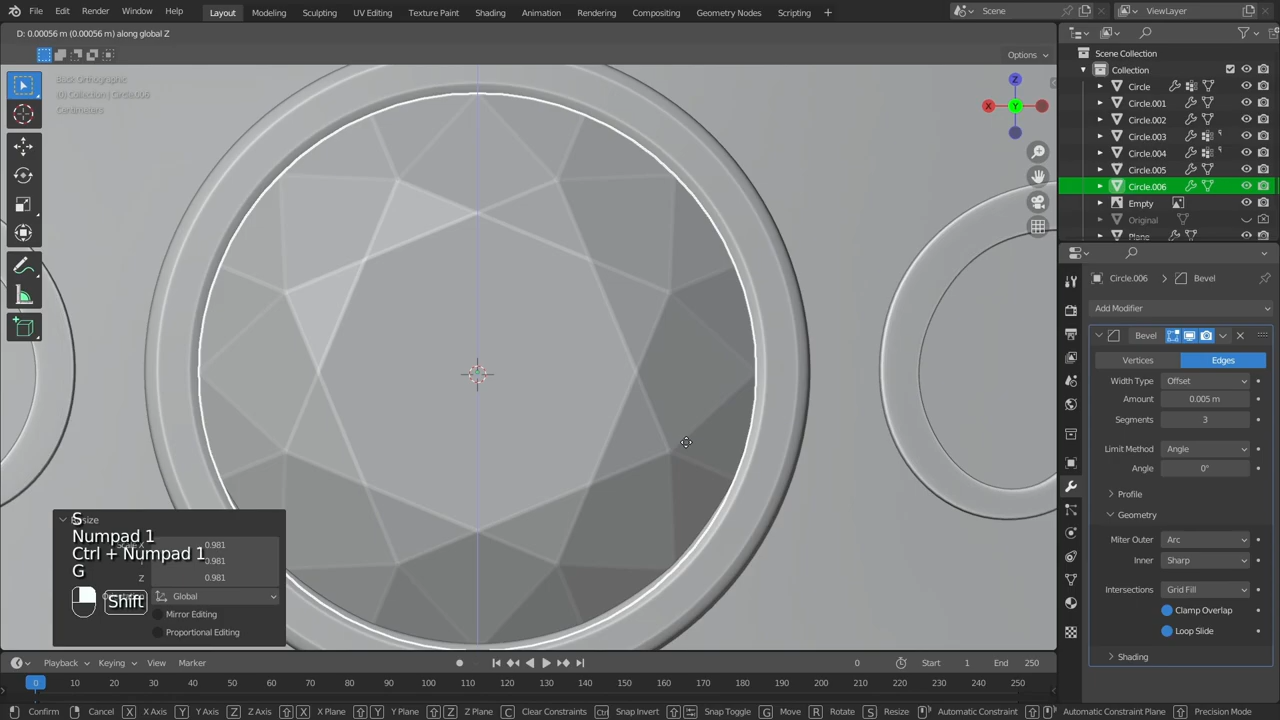 File Edit Render Window Help Layout Modeling Sculpting UV Editing Texture Paint Shading Animation Rendering Compositing Geometry Nodes Scripting + Scene ViewLayer
D: 0.00056 m (0.00056 m) along global Z
Options
Back Orthographic
(0) Collection | Circle.006
Centimeters
Z
X
Y
Scene Collection
Collection
Circle
Circle.001
Circle.002
Circle.003
Circle.004
Circle.005
Circle.006
Empty
Original
Plane
Circle.006 > Bevel
Add Modifier
Bevel
Vertices Edges
Width Type Offset
Amount 0.005 m
Segments 3
Limit Method Angle
Angle 0°
Profile
Geometry
Miter Outer Arc
Inner Sharp
Intersections Grid Fill
Clamp Overlap
Loop Slide
Shading
S
Numpad 1
0.981
Ctrl + Numpad 1
0.981
G
Z 0.981
Shift
Global
Mirror Editing
Proportional Editing
Playback Keying View Marker 0 Start 1 End 250
0 10 20 30 40 50 60 70 80 90 100 110 120 130 140 150 160 170 180 190 200 210 220 230 240 250
Confirm Cancel X X Axis Y Y Axis Z Z Axis X X Plane Y Y Plane Z Z Plane C Clear Constraints Ctrl Snap Invert Snap Toggle G Move R Rotate S Resize Automatic Constraint Automatic Constraint Plane Precision Mode